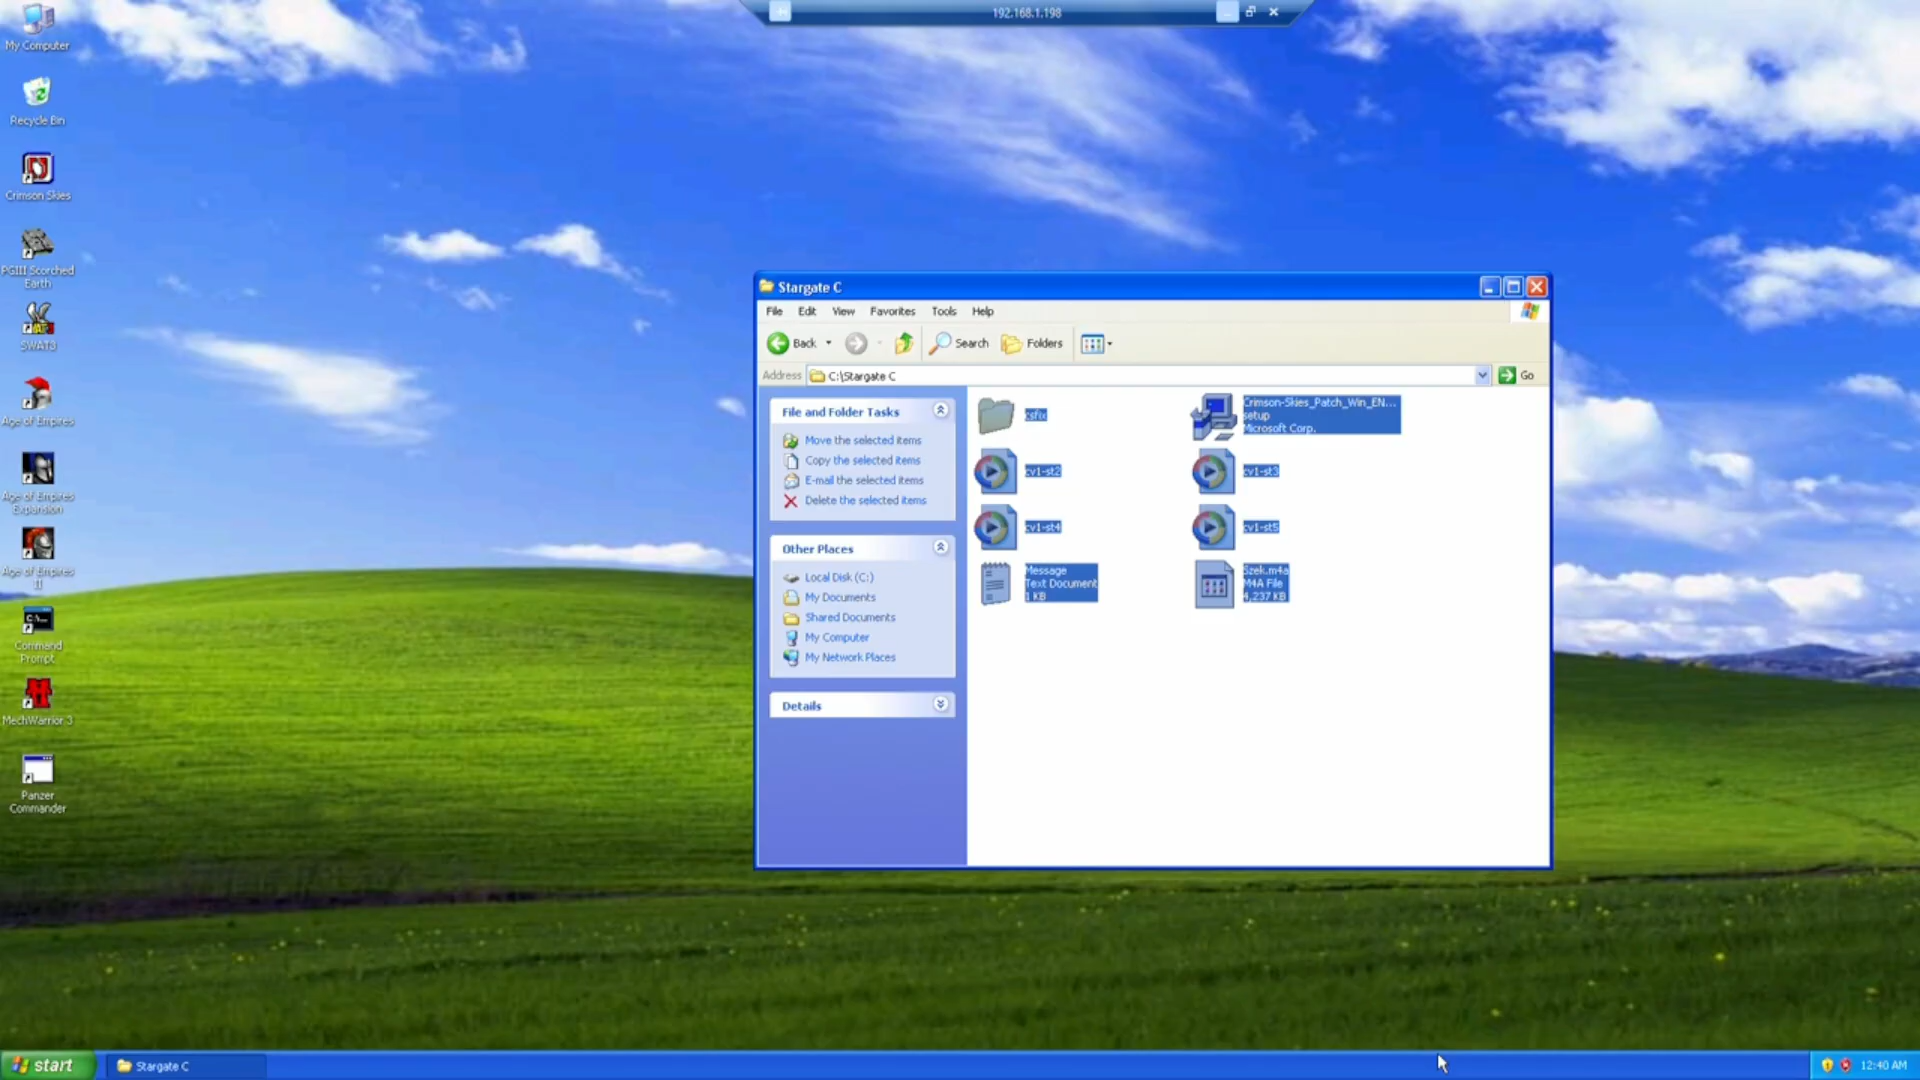 192.168.1.198
My Computer
Recycle Bin
Crimson Skies
PGIII Scorched
Earth
SWAT3
Age of Empires
Age of Empires
Expansion
Age of Empires
II
Command
Prompt
MechWarrior 3
Panzer
Commander
Stargate C
File Edit View Favorites Tools Help
Back Search Folders
Address C:\Stargate C Go
File and Folder Tasks
Move the selected items
Copy the selected items
E-mail the selected items
Delete the selected items
Other Places
Local Disk (C:)
My Documents
Shared Documents
My Computer
My Network Places
Details
csfix
Crimson-Skies_Patch_Win_EN...
setup
Microsoft Corp.
cv1-st2
cv1-st3
cv1-st4
cv1-st5
Message
Text Document
1 KB
Szek.m4a
M4A File
4,237 KB
start
Stargate C
12:40 AM